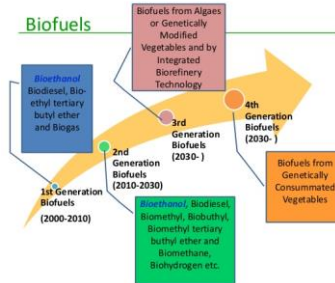 Biofuels
Biofuels from Algaes
or Genetically
Modified
Vegetables and by
Integrated
Biorefinery
Technology
Bioethanol
Biodiesel, Bio-
ethyl tertiary
butyl ether
and Biogas
1st Generation
Biofuels
(2000-2010)
2nd
Generation
Biofuels
(2010-2030)
3rd
Generation
Biofuels
(2030- )
4th
Generation
Biofuels
(2030- )
Bioethanol, Biodiesel,
Biomethyl, Biobuthyl,
Biomethyl tertiary
buthyl ether and
Biomethane,
Biohydrogen etc.
Biofuels from
Genetically
Consummated
Vegetables